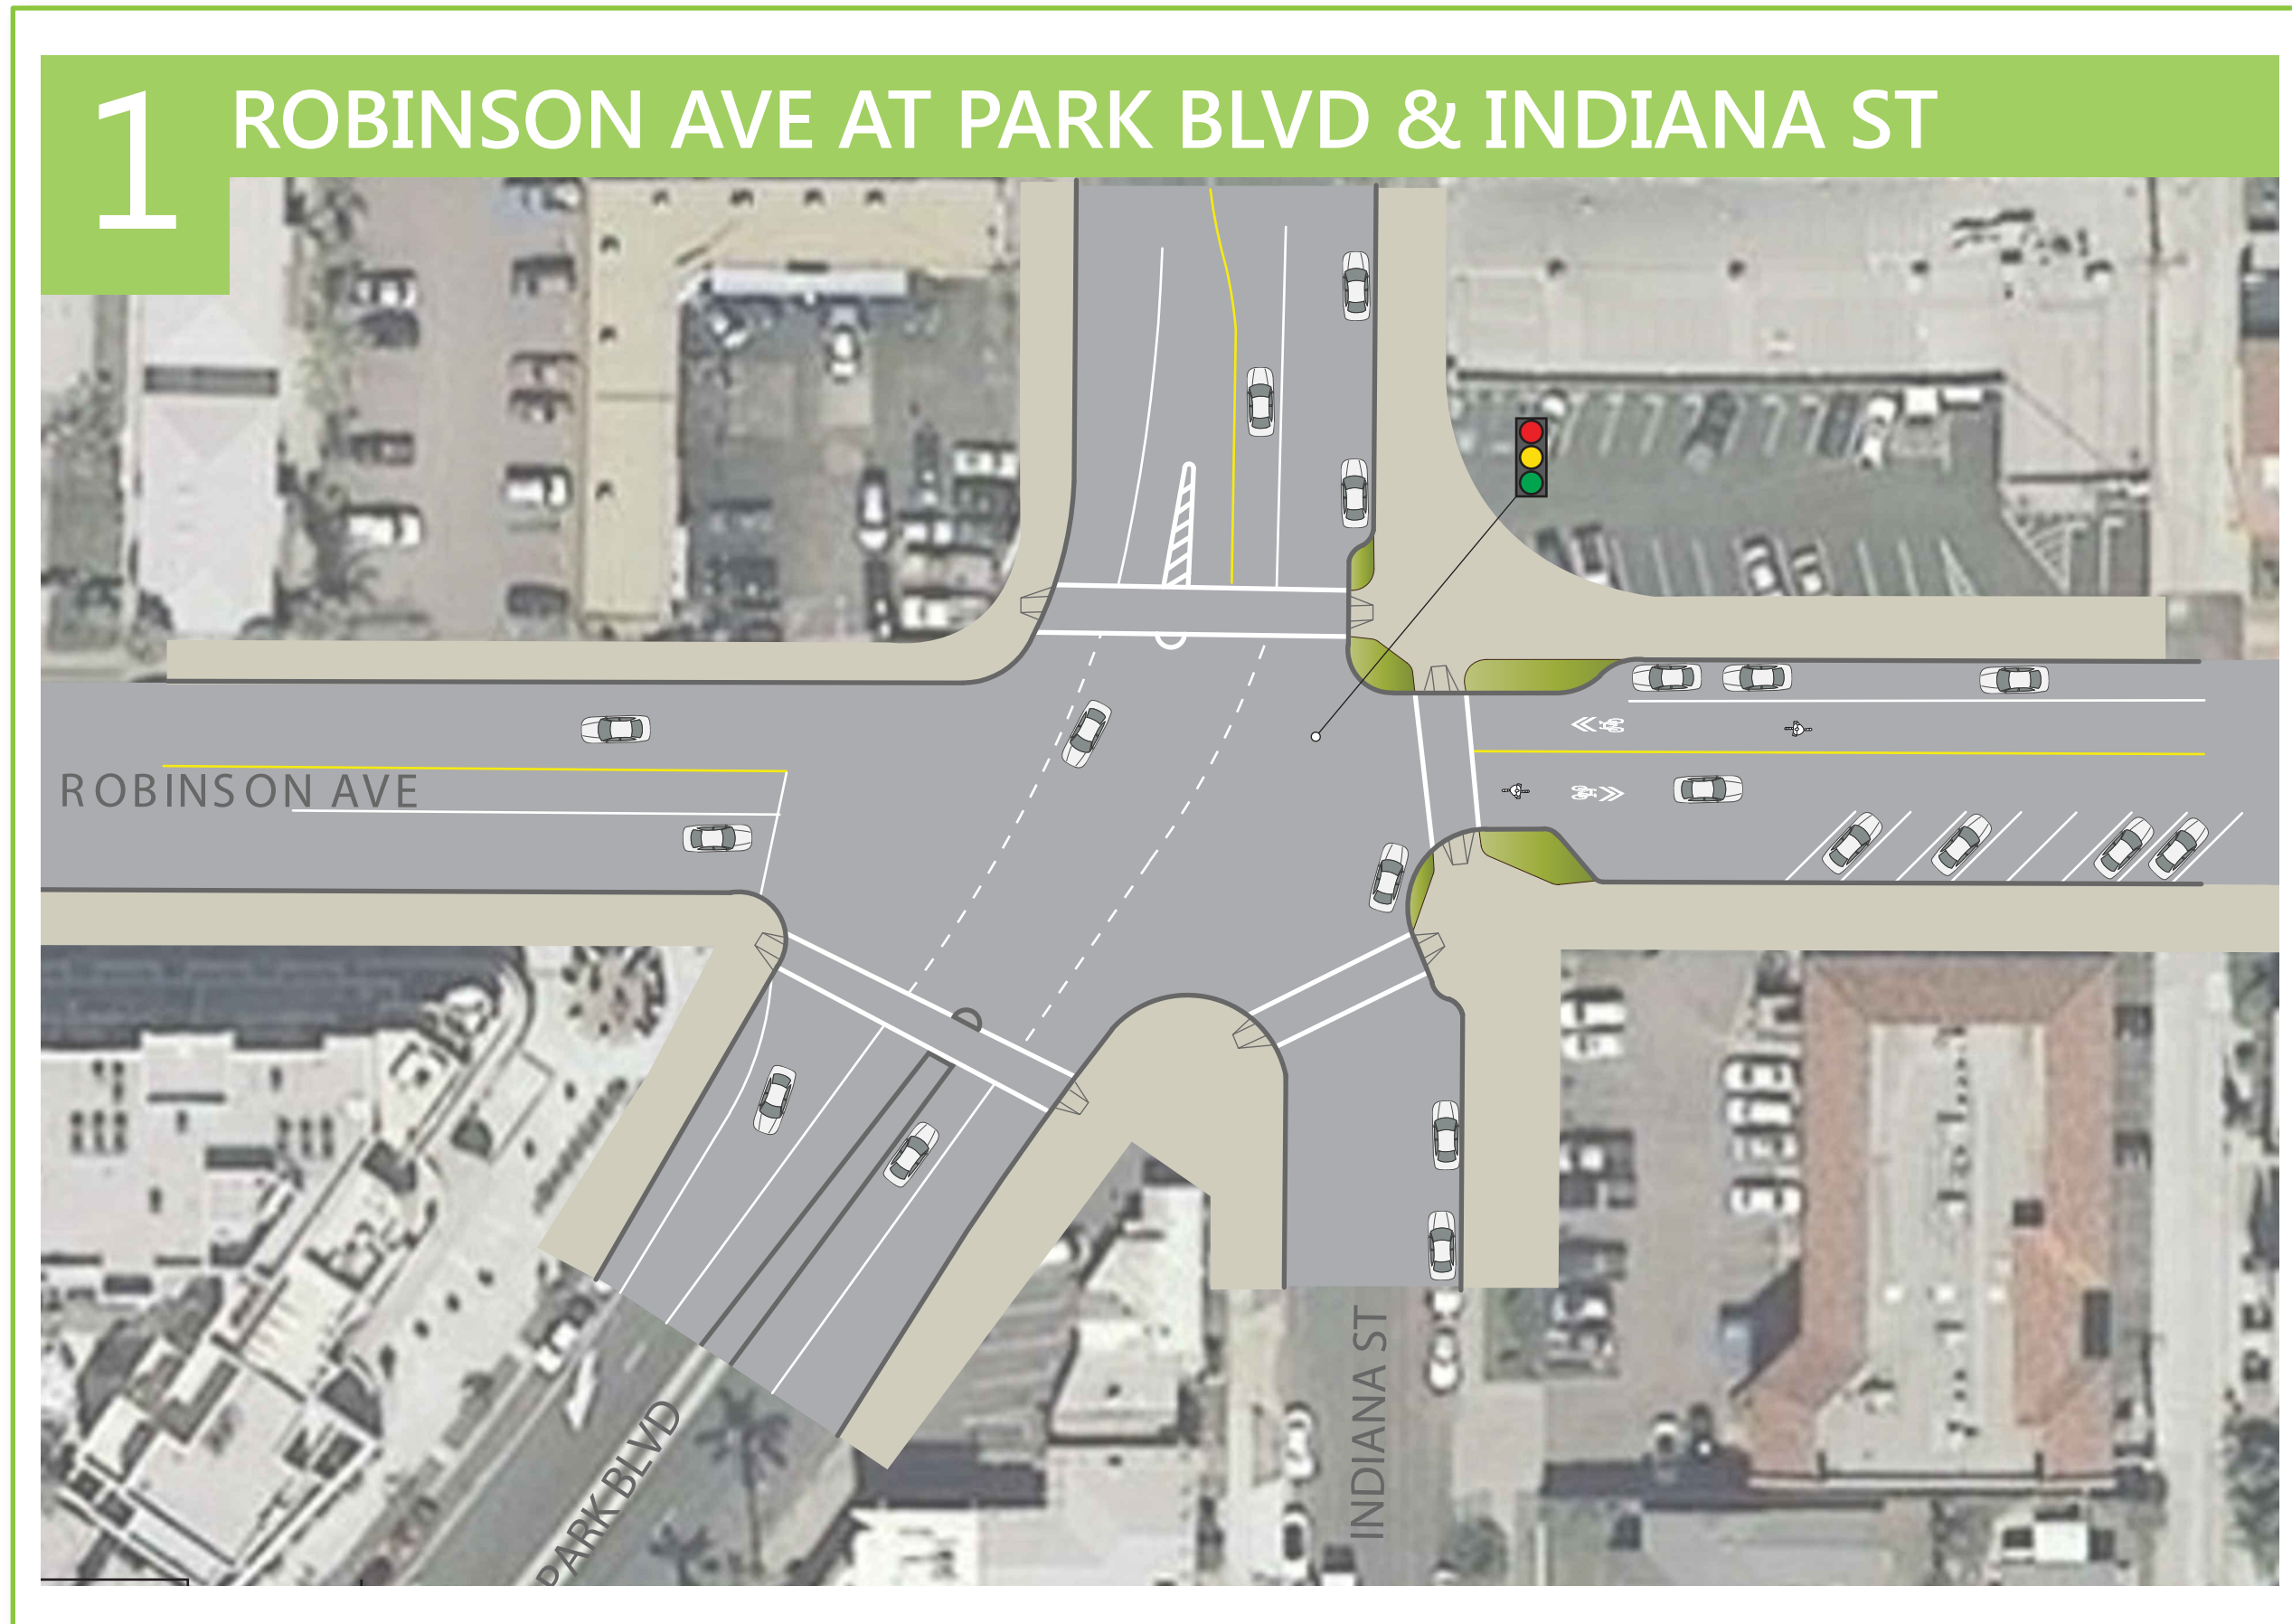 1
ROBINSON AVE AT PARK BLVD & INDIANA ST
ROBINSON AVE
PARK BLVD
INDIANA ST